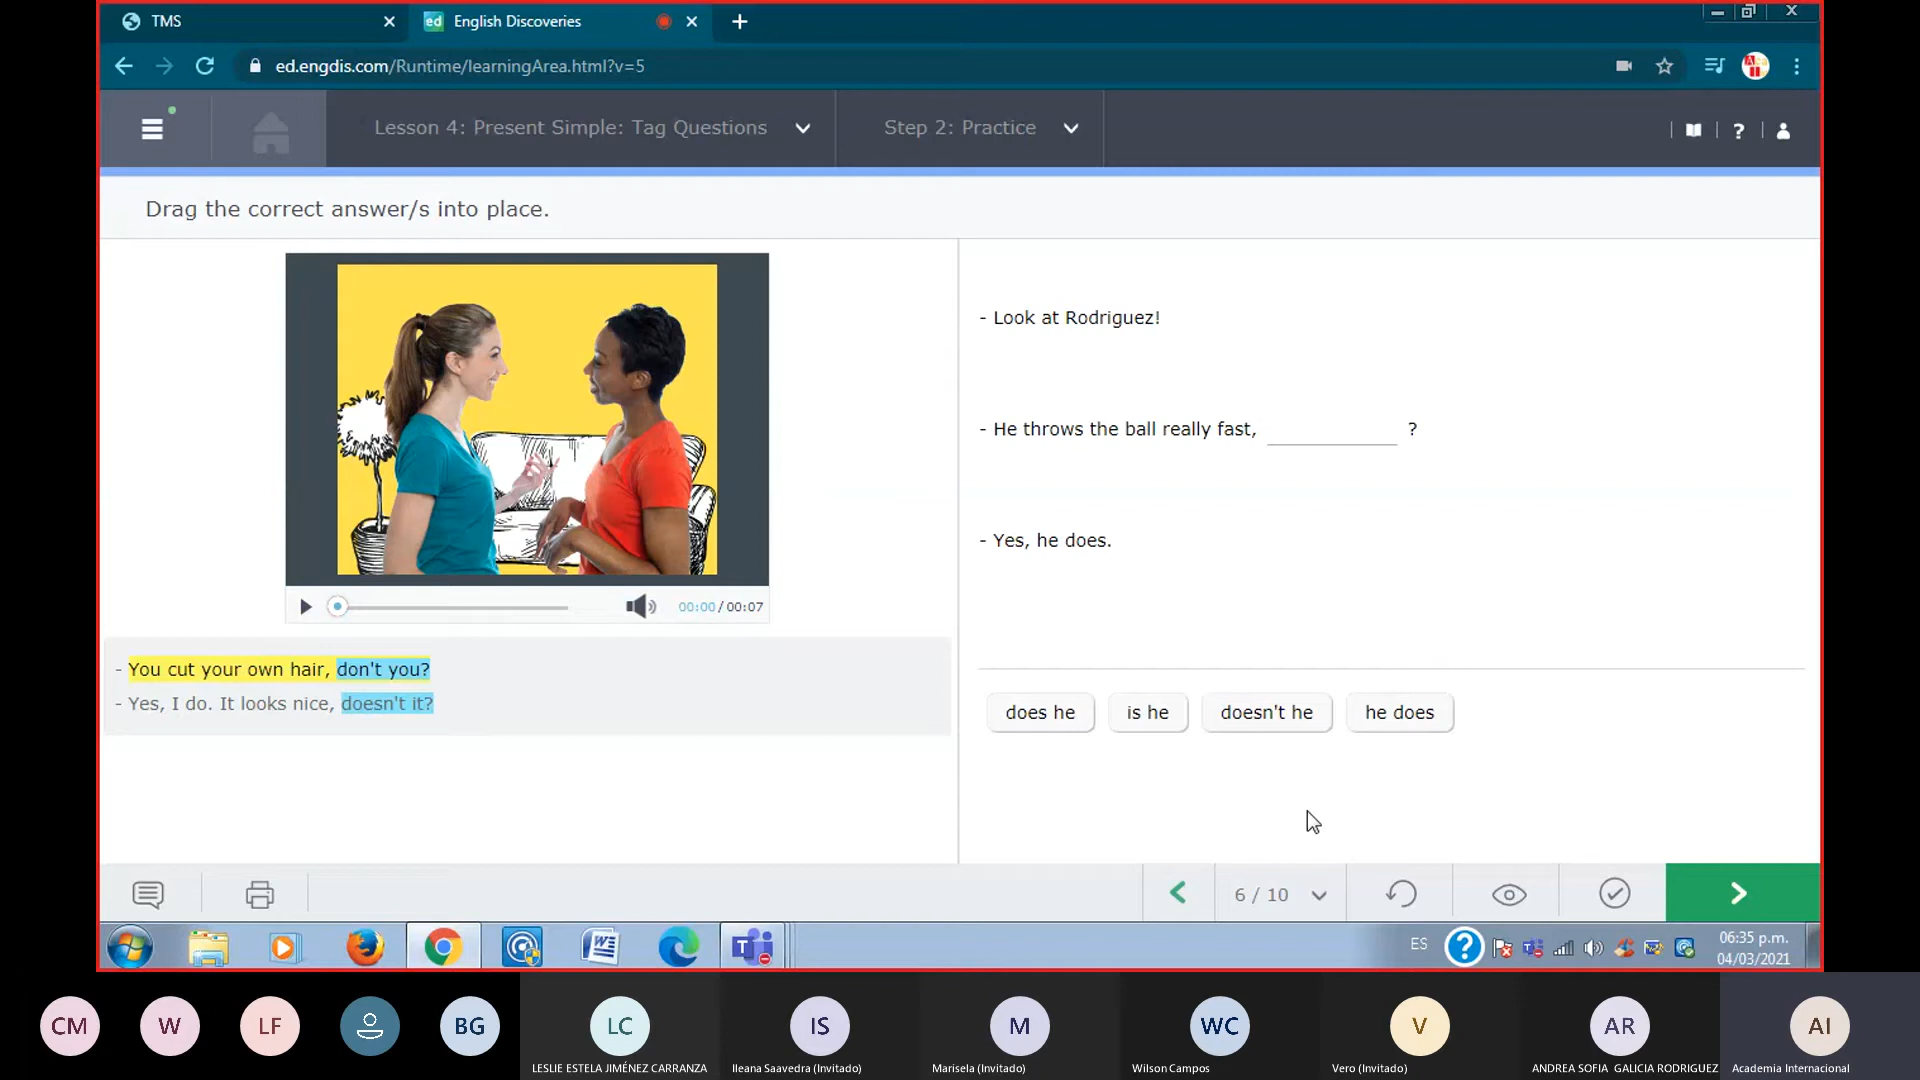 TMS
English Discoveries
ed.engdis.com/Runtime/learningArea.html?v=5
Lesson 4: Present Simple: Tag Questions
Step 2: Practice
Drag the correct answer/s into place.
00:00 / 00:07
- You cut your own hair, don't you?
- Yes, I do. It looks nice, doesn't it?
- Look at Rodriguez!
- He throws the ball really fast, ____________ ?
- Yes, he does.
does he
is he
doesn't he
he does
6 / 10
ES
06:35 p.m.
04/03/2021
CM
W
LF
BG
LC
IS
M
WC
V
AR
AI
LESLIE ESTELA JIMÉNEZ CARRANZA
Ileana Saavedra (Invitado)
Marisela (Invitado)
Wilson Campos
Vero (Invitado)
ANDREA SOFIA GALICIA RODRIGUEZ
Academia Internacional